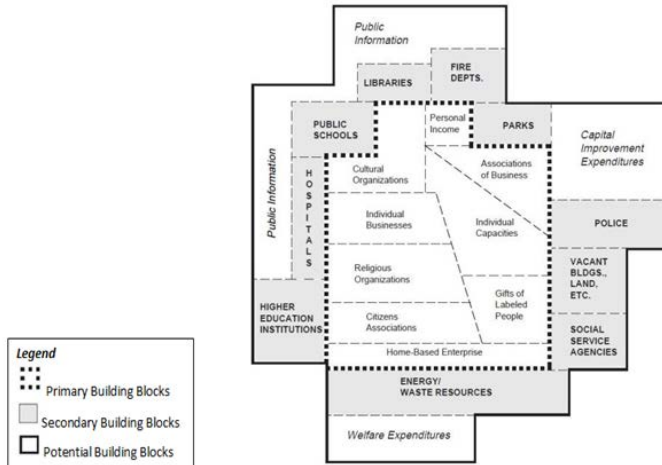 Public
Information
LIBRARIES
FIRE
DEPTS.
PUBLIC
SCHOOLS
Personal
Income
PARKS
Capital
Improvement
Expenditures
Cultural
Organizations
Associations
of Business
Public Information
HOSPITALS
Individual
Businesses
Individual
Capacities
POLICE
Religious
Organizations
VACANT
BLDGS.,
LAND,
ETC.
HIGHER
EDUCATION
INSTITUTIONS
Citizens
Associations
Gifts of
Labeled
People
SOCIAL
SERVICE
AGENCIES
Home-Based Enterprise
ENERGY/
WASTE RESOURCES
Welfare Expenditures
Legend
Primary Building Blocks
Secondary Building Blocks
Potential Building Blocks